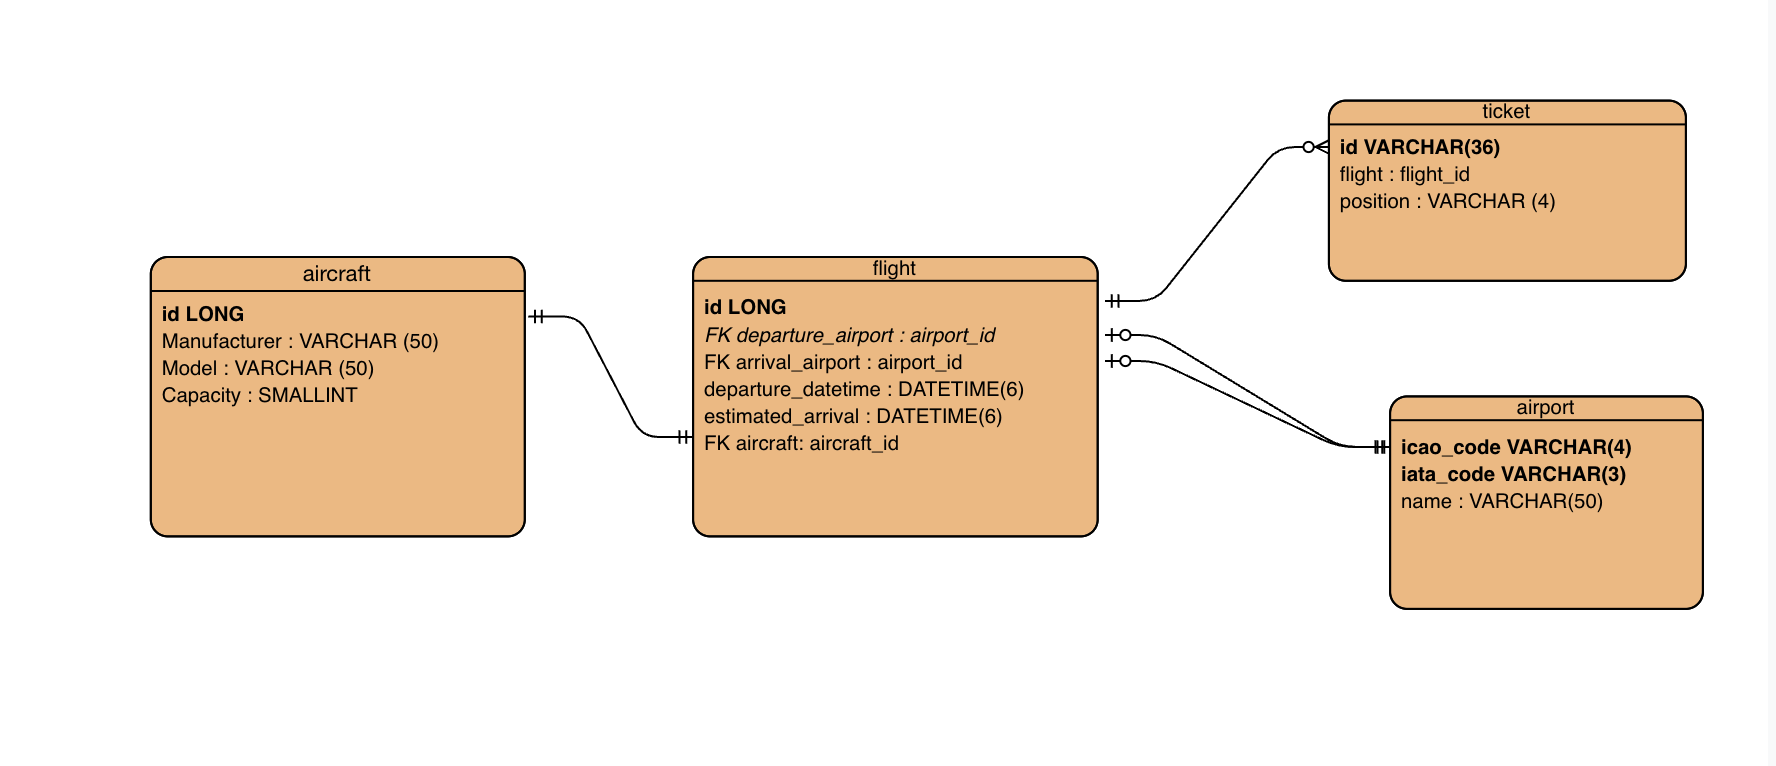 aircraft
id LONG
Manufacturer : VARCHAR (50)
Model : VARCHAR (50)
Capacity : SMALLINT
flight
id LONG
FK departure_airport : airport_id
FK arrival_airport : airport_id
departure_datetime : DATETIME(6)
estimated_arrival : DATETIME(6)
FK aircraft: aircraft_id
ticket
id VARCHAR(36)
flight : flight_id
position : VARCHAR (4)
airport
icao_code VARCHAR(4)
iata_code VARCHAR(3)
name : VARCHAR(50)